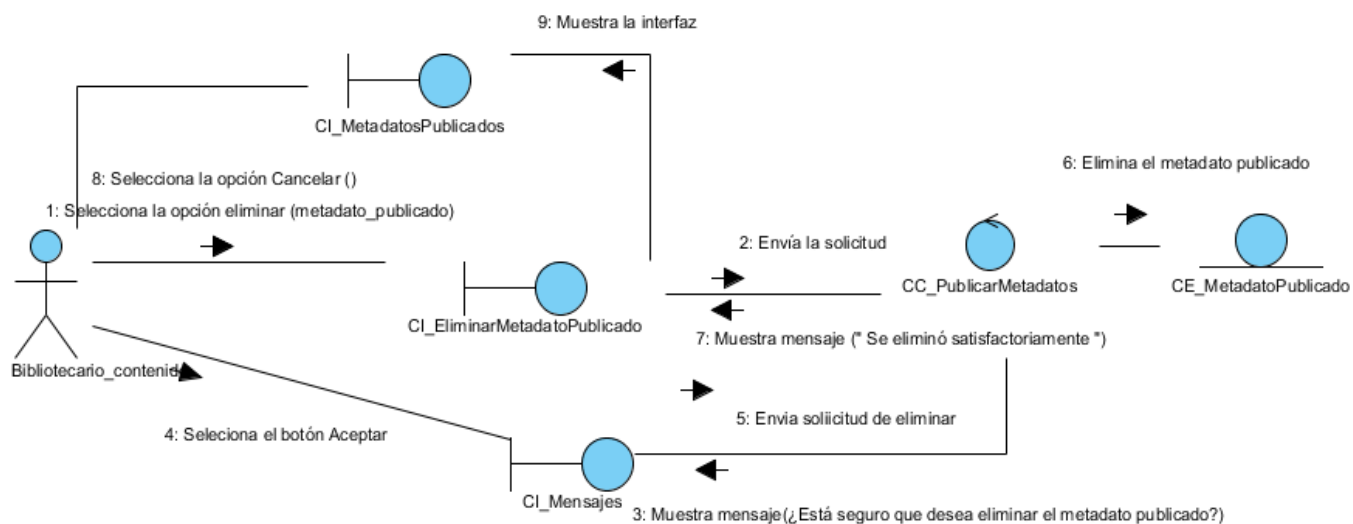 9: Muestra la interfaz
CI_MetadatosPublicados
8: Selecciona la opción Cancelar ()
6: Elimina el metadato publicado
1: Selecciona la opción eliminar (metadato_publicado)
2: Envía la solicitud
CC_PublicarMetadatos
CE_MetadatoPublicado
CI_EliminarMetadatoPublicado
7: Muestra mensaje (" Se eliminó satisfactoriamente ")
Bibliotecario_contenid
5: Envia soliicitud de eliminar
4: Seleciona el botón Aceptar
CI_Mensajes
3: Muestra mensaje(¿Está seguro que desea eliminar el metadato publicado?)